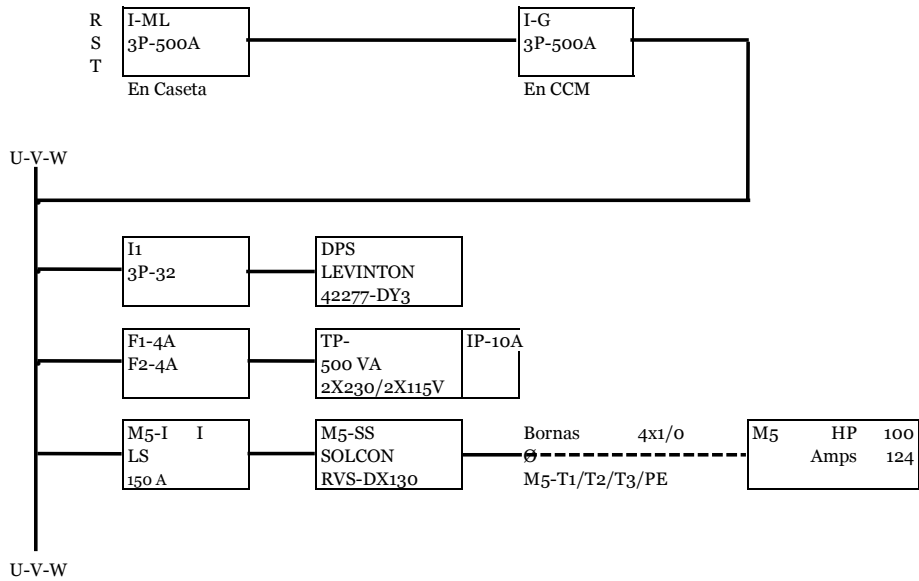 R
S
T
I-ML
3P-500A
En Caseta
I-G
3P-500A
En CCM
U-V-W
I1
3P-32
DPS
LEVINTON
42277-DY3
F1-4A
F2-4A
TP-
500 VA
2X230/2X115V
IP-10A
M5-I I
LS
150 A
M5-SS
SOLCON
RVS-DX130
Bornas 4x1/0
Ø
M5-T1/T2/T3/PE
M5 HP 100
Amps 124
U-V-W